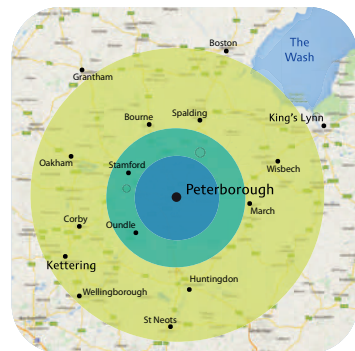 Boston
The
Wash
Grantham
Bourne
Spalding
King's Lynn
Oakham
Stamford
Wisbech
Peterborough
March
Corby
Oundle
Kettering
Huntingdon
Wellingborough
St Neots